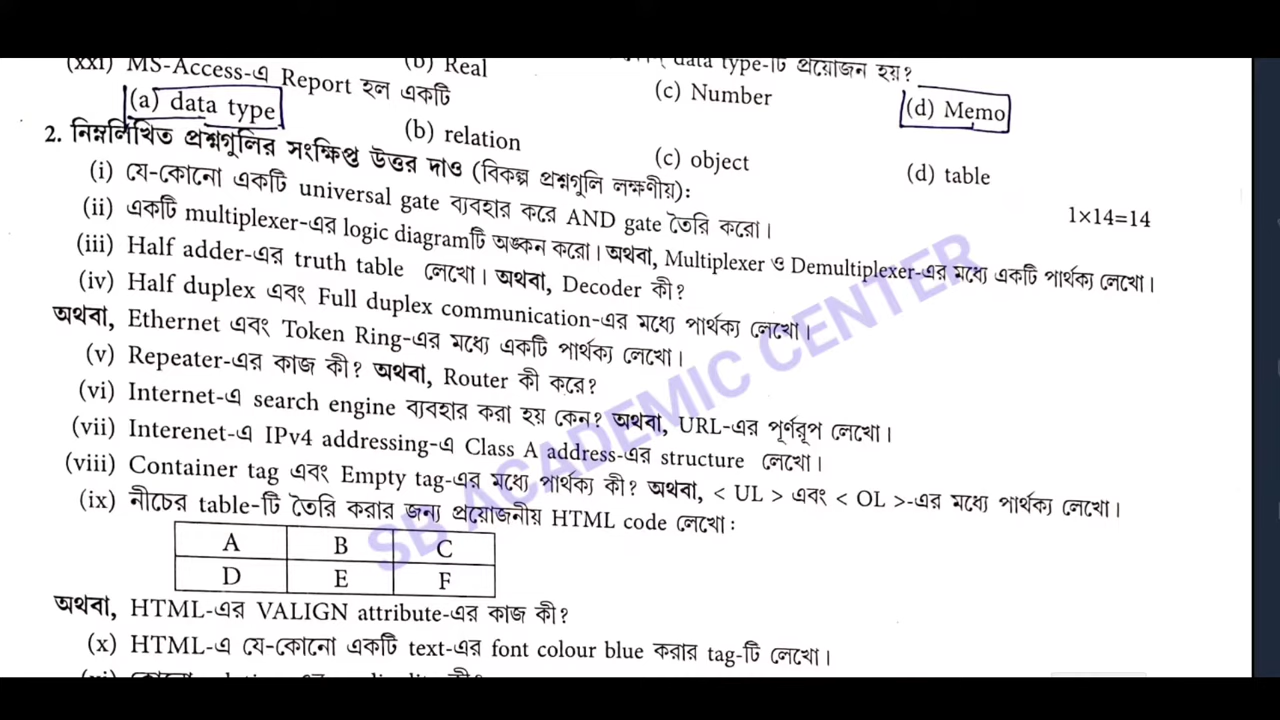 (xxi) MS-Access-এ Report হল একটি
(b) Real
data type-টি প্রয়োজন হয়?
(c) Number
(d) Memo
(a) data type
(b) relation
(c) object
(d) table
2. নিম্নলিখিত প্রশ্নগুলির সংক্ষিপ্ত উত্তর দাও (বিকল্প প্রশ্নগুলি লক্ষণীয়):
1×14=14
(i) যে-কোনো একটি universal gate ব্যবহার করে AND gate তৈরি করো।
(ii) একটি multiplexer-এর logic diagramটি অঙ্কন করো। অথবা, Multiplexer ও Demultiplexer-এর মধ্যে একটি পার্থক্য লেখো।
(iii) Half adder-এর truth table লেখো। অথবা, Decoder কী?
(iv) Half duplex এবং Full duplex communication-এর মধ্যে পার্থক্য লেখো।
অথবা, Ethernet এবং Token Ring-এর মধ্যে একটি পার্থক্য লেখো।
(v) Repeater-এর কাজ কী? অথবা, Router কী করে?
(vi) Internet-এ search engine ব্যবহার করা হয় কেন? অথবা, URL-এর পূর্ণরূপ লেখো।
(vii) Interenet-এ IPv4 addressing-এ Class A address-এর structure লেখো।
(viii) Container tag এবং Empty tag-এর মধ্যে পার্থক্য কী? অথবা, < UL > এবং < OL >-এর মধ্যে পার্থক্য লেখো।
(ix) নীচের table-টি তৈরি করার জন্য প্রয়োজনীয় HTML code লেখো:
A B C
D E F
অথবা, HTML-এর VALIGN attribute-এর কাজ কী?
(x) HTML-এ যে-কোনো একটি text-এর font colour blue করার tag-টি লেখো।
SB ACADEMIC CENTER